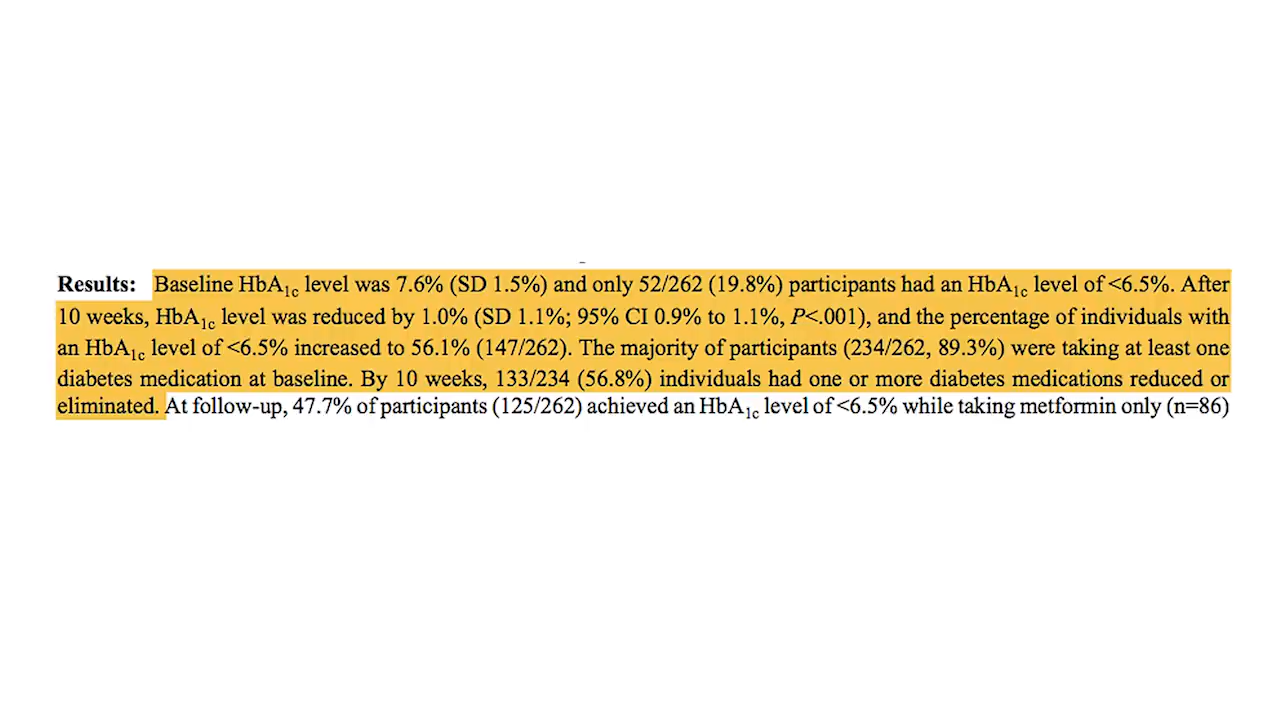 Results: Baseline HbA1c level was 7.6% (SD 1.5%) and only 52/262 (19.8%) participants had an HbA1c level of <6.5%. After
10 weeks, HbA1c level was reduced by 1.0% (SD 1.1%; 95% CI 0.9% to 1.1%, P<.001), and the percentage of individuals with
an HbA1c level of <6.5% increased to 56.1% (147/262). The majority of participants (234/262, 89.3%) were taking at least one
diabetes medication at baseline. By 10 weeks, 133/234 (56.8%) individuals had one or more diabetes medications reduced or
eliminated. At follow-up, 47.7% of participants (125/262) achieved an HbA1c level of <6.5% while taking metformin only (n=86)